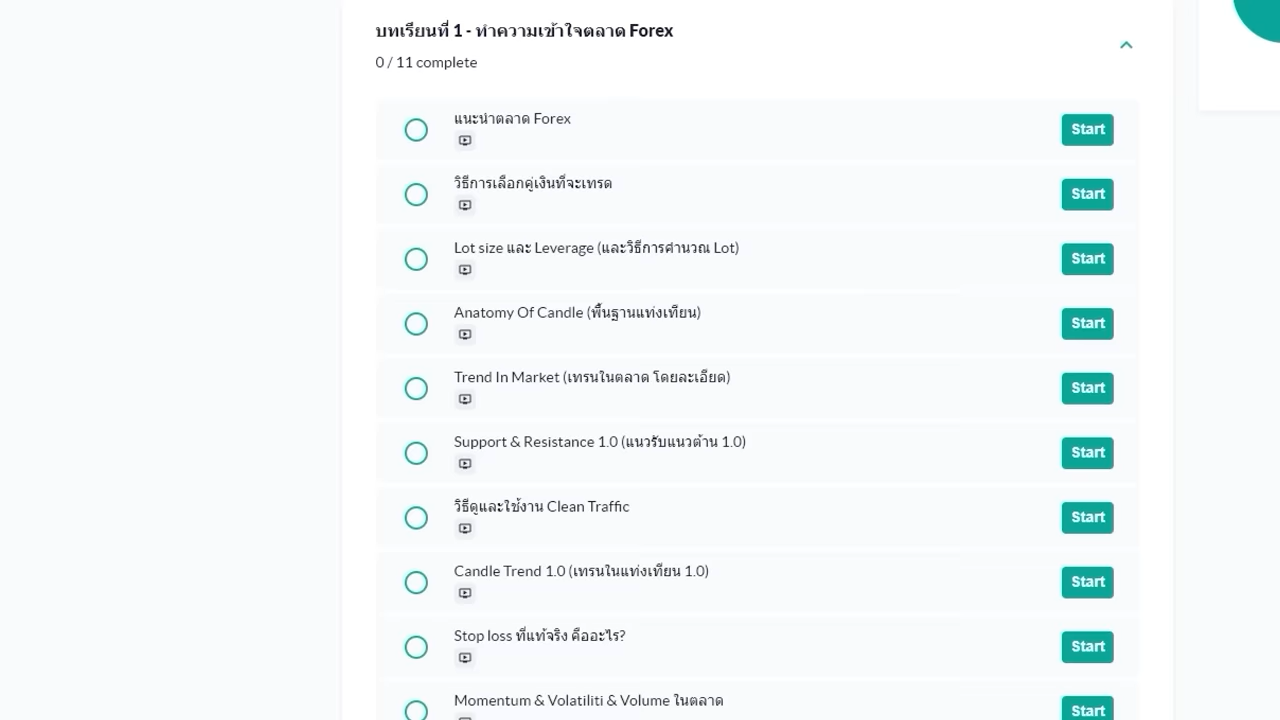 บทเรียนที่ 1 - ทำความเข้าใจตลาด Forex
0 / 11 complete
แนะนำตลาด Forex
Start
วิธีการเลือกคู่เงินที่จะเทรด
Start
Lot size และ Leverage (และวิธีการคำนวณ Lot)
Start
Anatomy Of Candle (พื้นฐานแท่งเทียน)
Start
Trend In Market (เทรนในตลาด โดยละเอียด)
Start
Support & Resistance 1.0 (แนวรับแนวต้าน 1.0)
Start
วิธีดูและใช้งาน Clean Traffic
Start
Candle Trend 1.0 (เทรนในแท่งเทียน 1.0)
Start
Stop loss ที่แท้จริง คืออะไร?
Start
Momentum & Volatiliti & Volume ในตลาด
Start